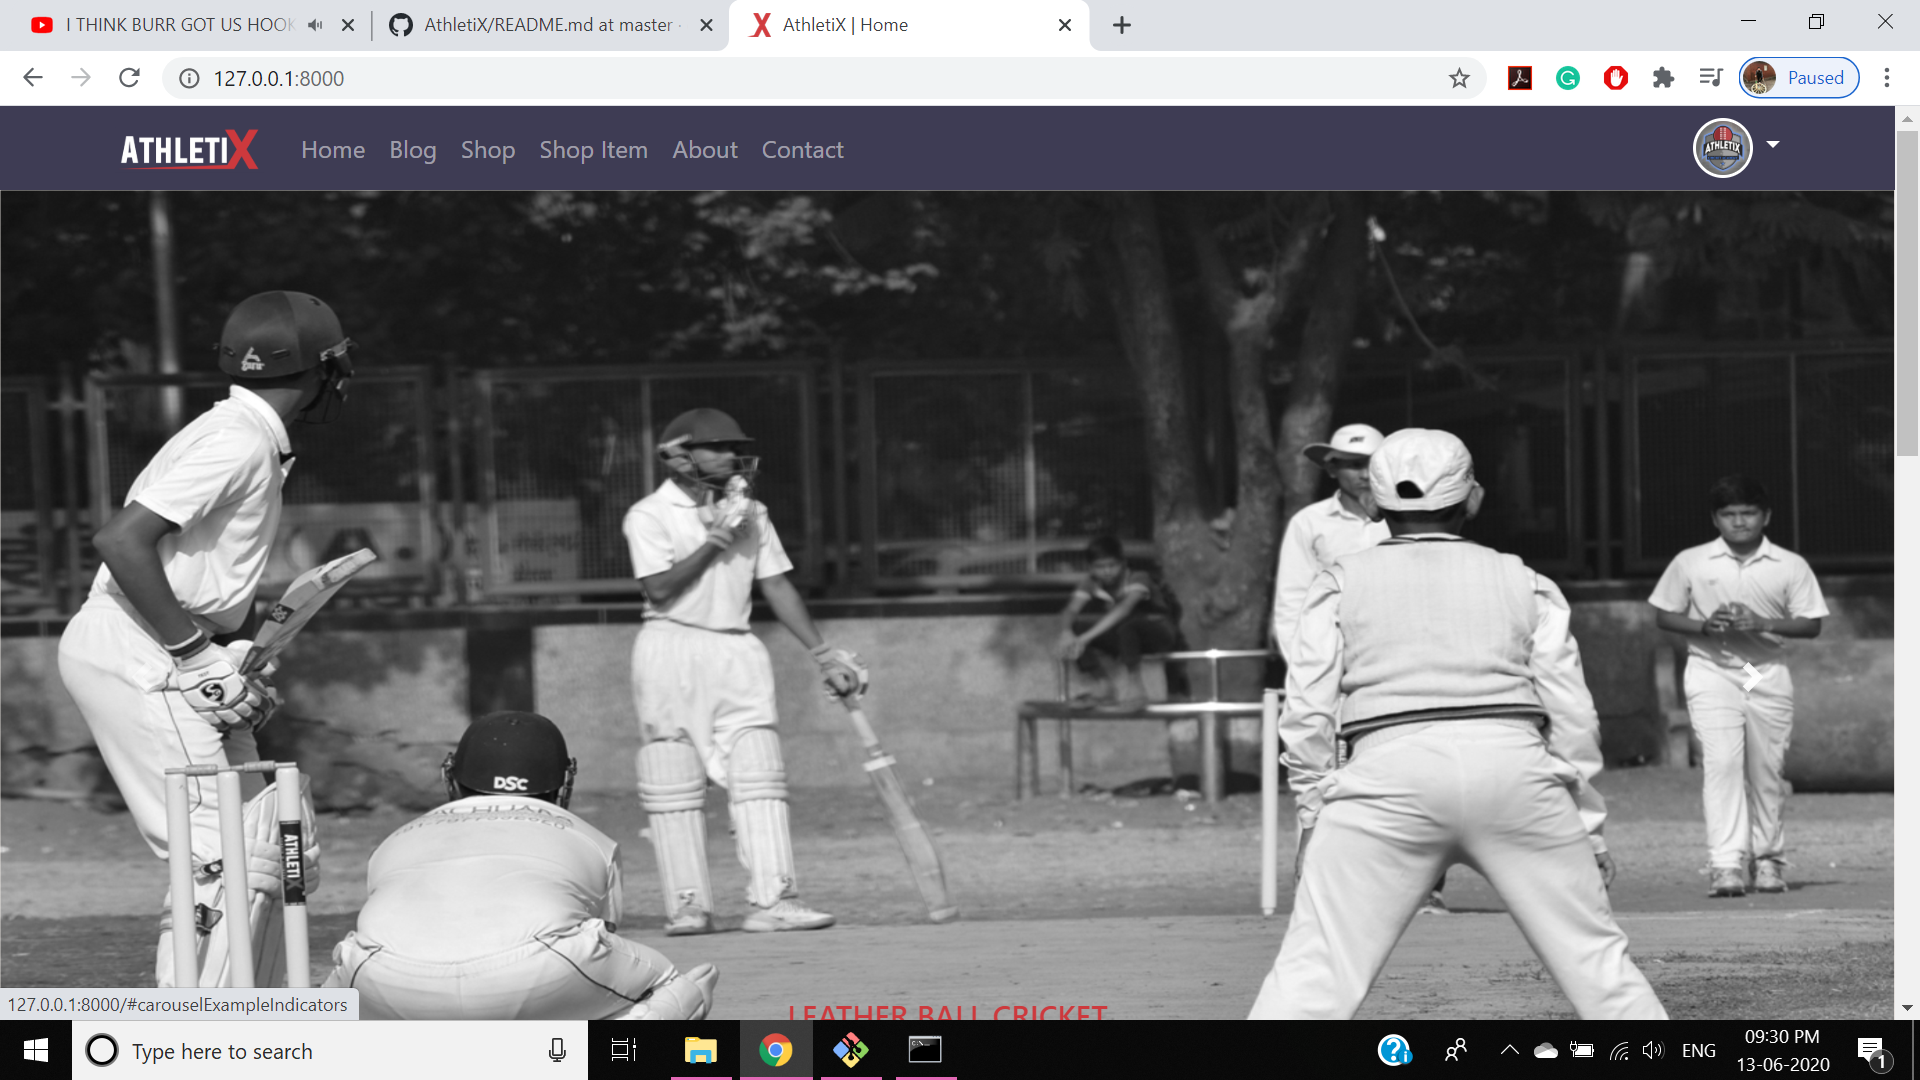 I THINK BURR GOT US HOOK
AthletiX/README.md at master
AthletiX | Home
127.0.0.1:8000
Paused
ATHLETIX
Home
Blog
Shop
Shop Item
About
Contact
ATHLETIX
DSC
ATHLETIX
LEATHER BALL CRICKET
127.0.0.1:8000/#carouselExampleIndicators
Type here to search
ENG
09:30 PM
13-06-2020
1